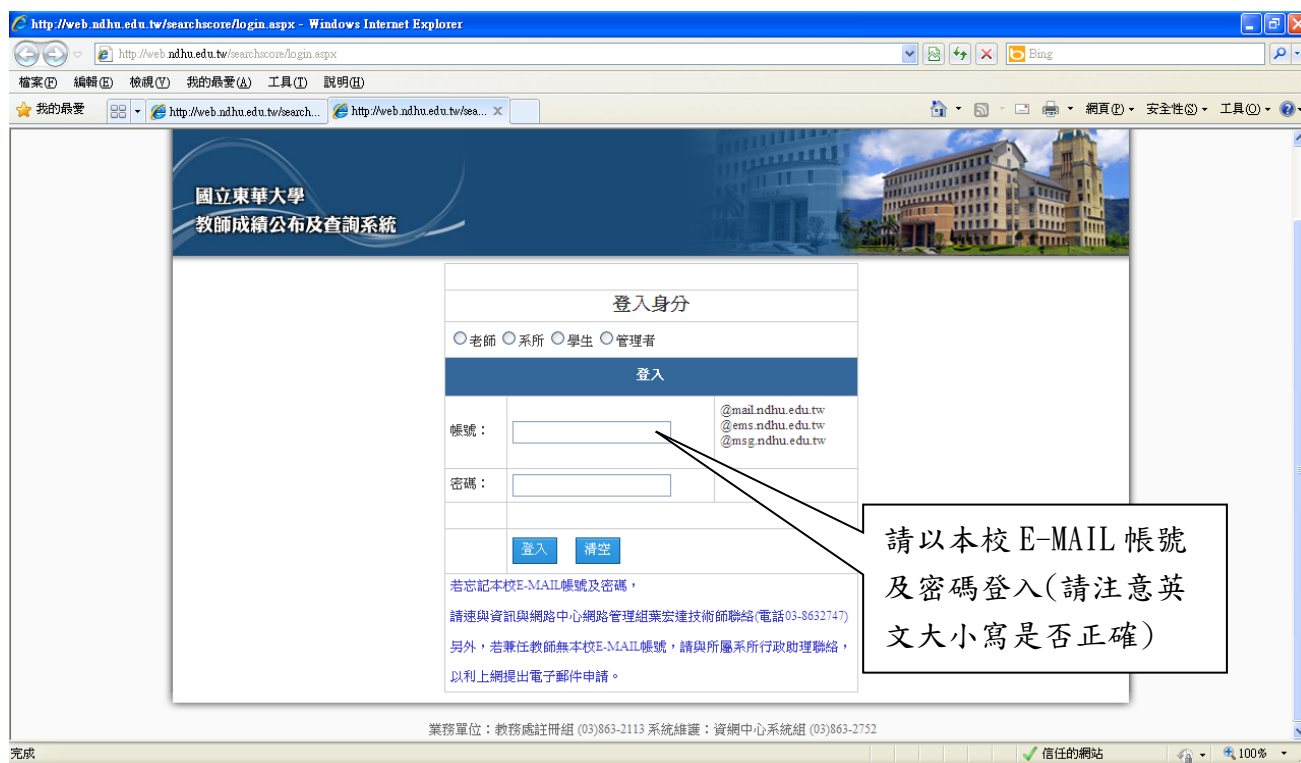 http://web.ndhu.edu.tw/searchscore/login.aspx - Windows Internet Explorer
http://web.ndhu.edu.tw/searchscore/login.aspx
Bing
檔案(F) 編輯(E) 檢視(V) 我的最愛(A) 工具(T) 說明(H)
我的最愛 http://web.ndhu.edu.tw/search... http://web.ndhu.edu.tw/sea... X 網頁(P) 安全性(S) 工具(O)
國立東華大學
教師成績公布及查詢系統
登入身分
老師 系所 學生 管理者
登入
帳號：
@mail.ndhu.edu.tw
@ems.ndhu.edu.tw
@msg.ndhu.edu.tw
密碼：
登入 清空
請以本校 E-MAIL 帳號
及密碼登入(請注意英
文大小寫是否正確)
若忘記本校E-MAIL帳號及密碼，
請速與資訊與網路中心網路管理組葉宏達技術師聯絡(電話03-8632747)
另外，若兼任教師無本校E-MAIL帳號，請與所屬系所行政助理聯絡，
以利上網提出電子郵件申請。
業務單位：教務處註冊組 (03)863-2113 系統維護：資網中心系統組 (03)863-2752
完成 信任的網站 100%